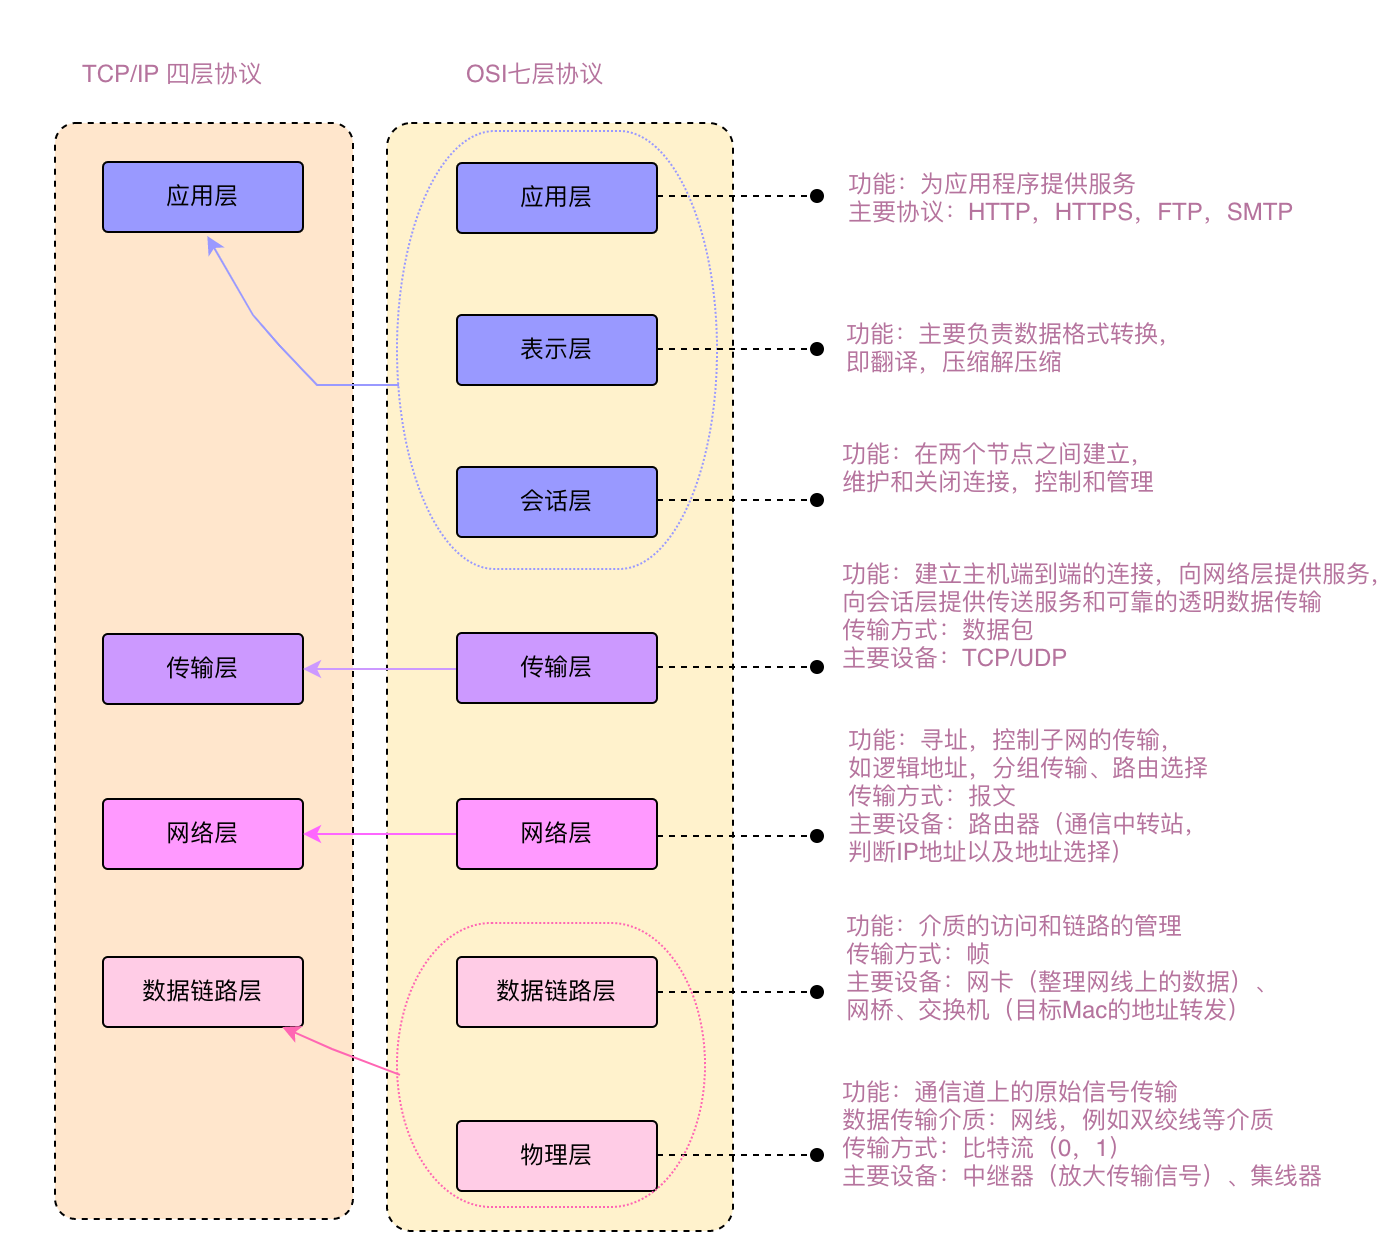 TCP/IP 四层协议
OSI七层协议
应用层
应用层
功能：为应用程序提供服务
主要协议：HTTP，HTTPS，FTP，SMTP
表示层
功能：主要负责数据格式转换，
即翻译，压缩解压缩
会话层
功能：在两个节点之间建立，
维护和关闭连接，控制和管理
传输层
传输层
功能：建立主机端到端的连接，向网络层提供服务，
向会话层提供传送服务和可靠的透明数据传输
传输方式：数据包
主要设备：TCP/UDP
网络层
网络层
功能：寻址，控制子网的传输，
如逻辑地址，分组传输、路由选择
传输方式：报文
主要设备：路由器（通信中转站，
判断IP地址以及地址选择）
数据链路层
数据链路层
功能：介质的访问和链路的管理
传输方式：帧
主要设备：网卡（整理网线上的数据）、
网桥、交换机（目标Mac的地址转发）
物理层
功能：通信道上的原始信号传输
数据传输介质：网线，例如双绞线等介质
传输方式：比特流（0，1）
主要设备：中继器（放大传输信号）、集线器